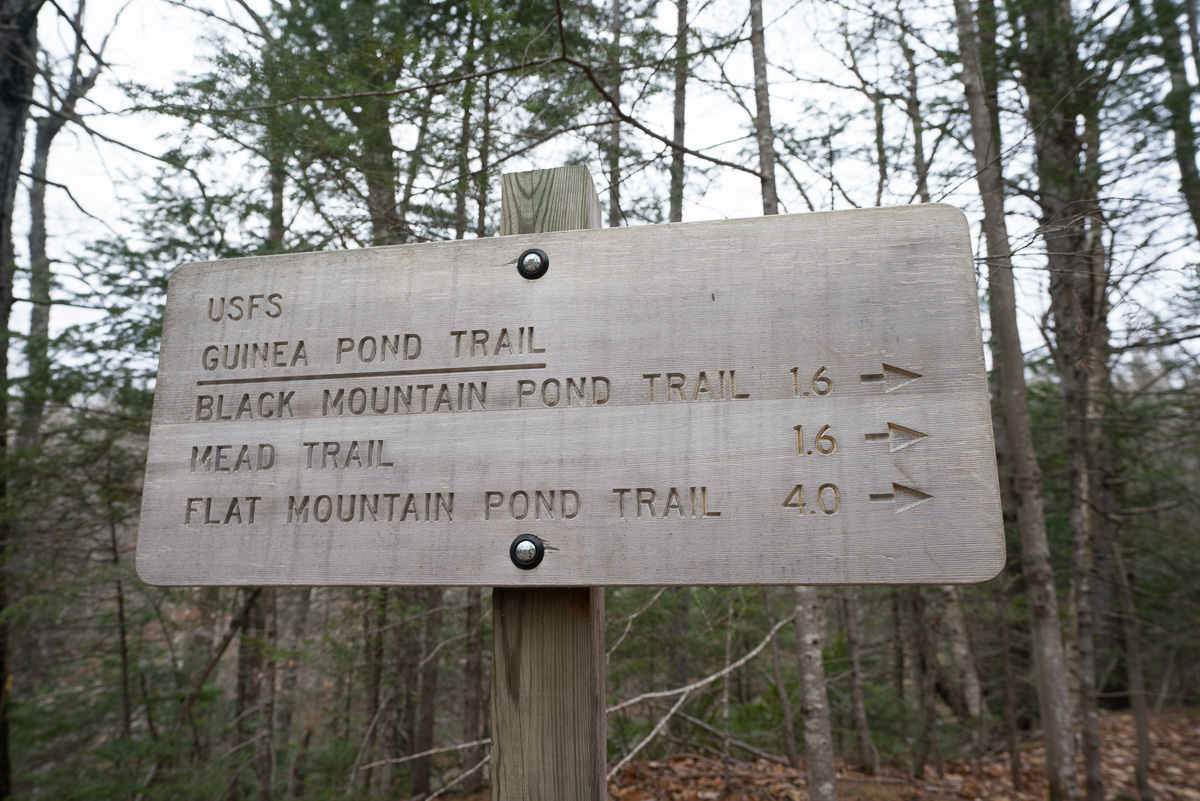 USFS
GUINEA POND TRAIL
BLACK MOUNTAIN POND TRAIL 1.6 →
MEAD TRAIL 1.6 →
FLAT MOUNTAIN POND TRAIL 4.0 →